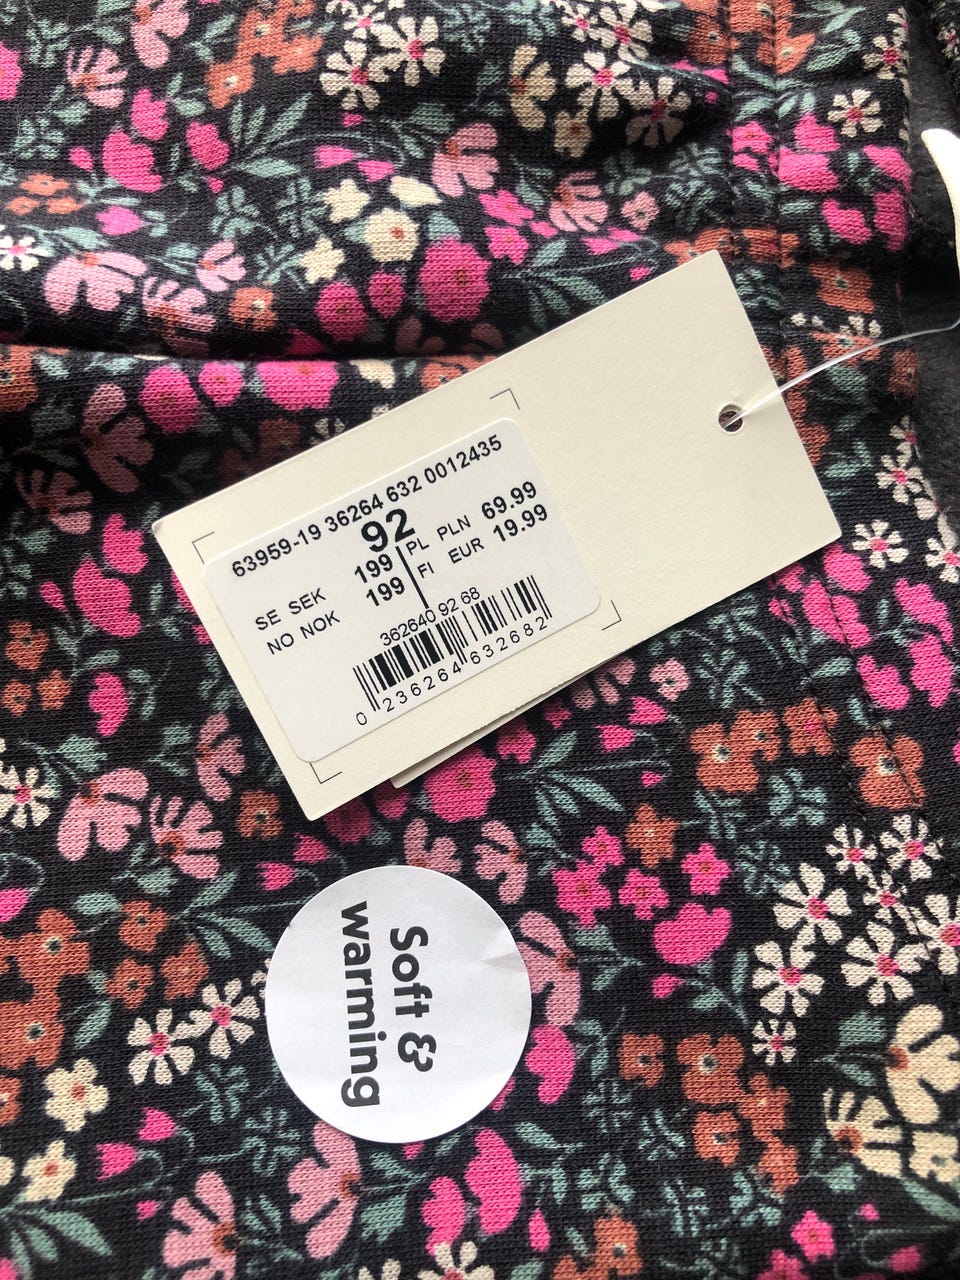 63959-19 36264 632 0012435
92
SE SEK 199 PL PLN 69.99
NO NOK 199 FI EUR 19.99
362640 92 68
0 236264 632682
Soft &
warming